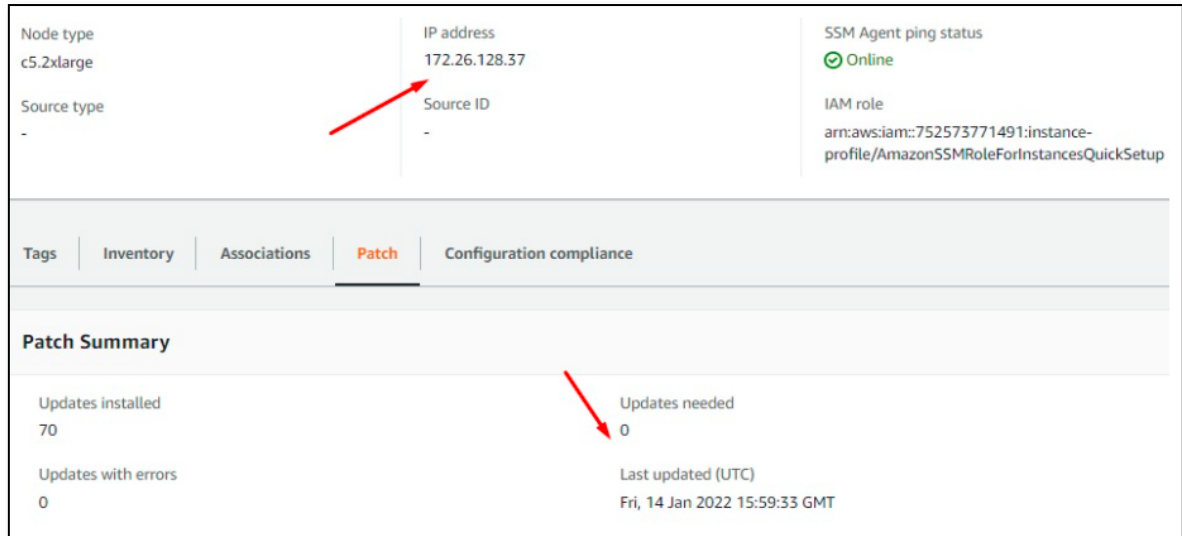 Node type
c5.2xlarge
IP address
172.26.128.37
SSM Agent ping status
Online
Source type
-
Source ID
-
IAM role
arn:aws:iam::752573771491:instance-
profile/AmazonSSMRoleForInstancesQuickSetup
Tags
Inventory
Associations
Patch
Configuration compliance
Patch Summary
Updates installed
70
Updates needed
0
Updates with errors
0
Last updated (UTC)
Fri, 14 Jan 2022 15:59:33 GMT